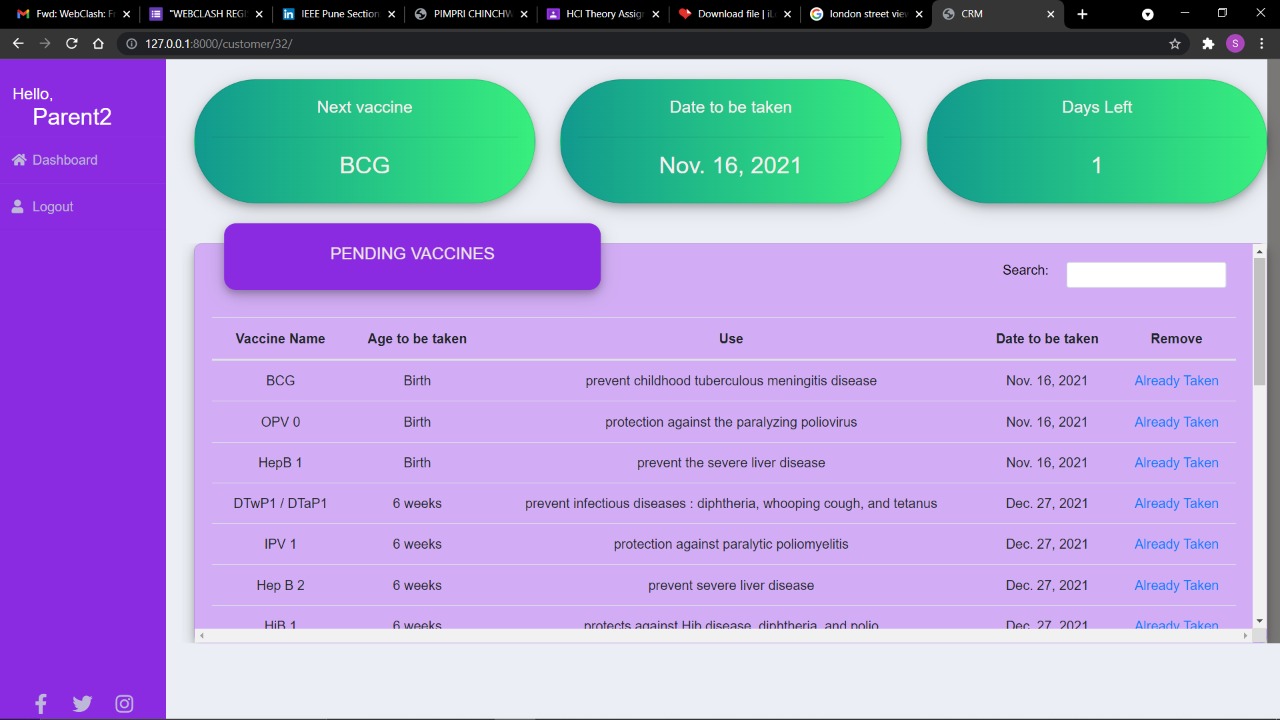 Fwd: WebClash: Fi
"WEBCLASH REGIS
IEEE Pune Section
PIMPRI CHINCHW
HCI Theory Assig
Download file | iL
london street view
CRM
127.0.0.1:8000/customer/32/
S
Hello,
Parent2
Dashboard
Logout
Next vaccine
BCG
Date to be taken
Nov. 16, 2021
Days Left
1
PENDING VACCINES
Search:
Vaccine Name Age to be taken Use Date to be taken Remove
BCG Birth prevent childhood tuberculous meningitis disease Nov. 16, 2021 Already Taken
OPV 0 Birth protection against the paralyzing poliovirus Nov. 16, 2021 Already Taken
HepB 1 Birth prevent the severe liver disease Nov. 16, 2021 Already Taken
DTwP1 / DTaP1 6 weeks prevent infectious diseases : diphtheria, whooping cough, and tetanus Dec. 27, 2021 Already Taken
IPV 1 6 weeks protection against paralytic poliomyelitis Dec. 27, 2021 Already Taken
Hep B 2 6 weeks prevent severe liver disease Dec. 27, 2021 Already Taken
HiB 1 6 weeks protects against Hib disease, diphtheria, and polio Dec. 27, 2021 Already Taken